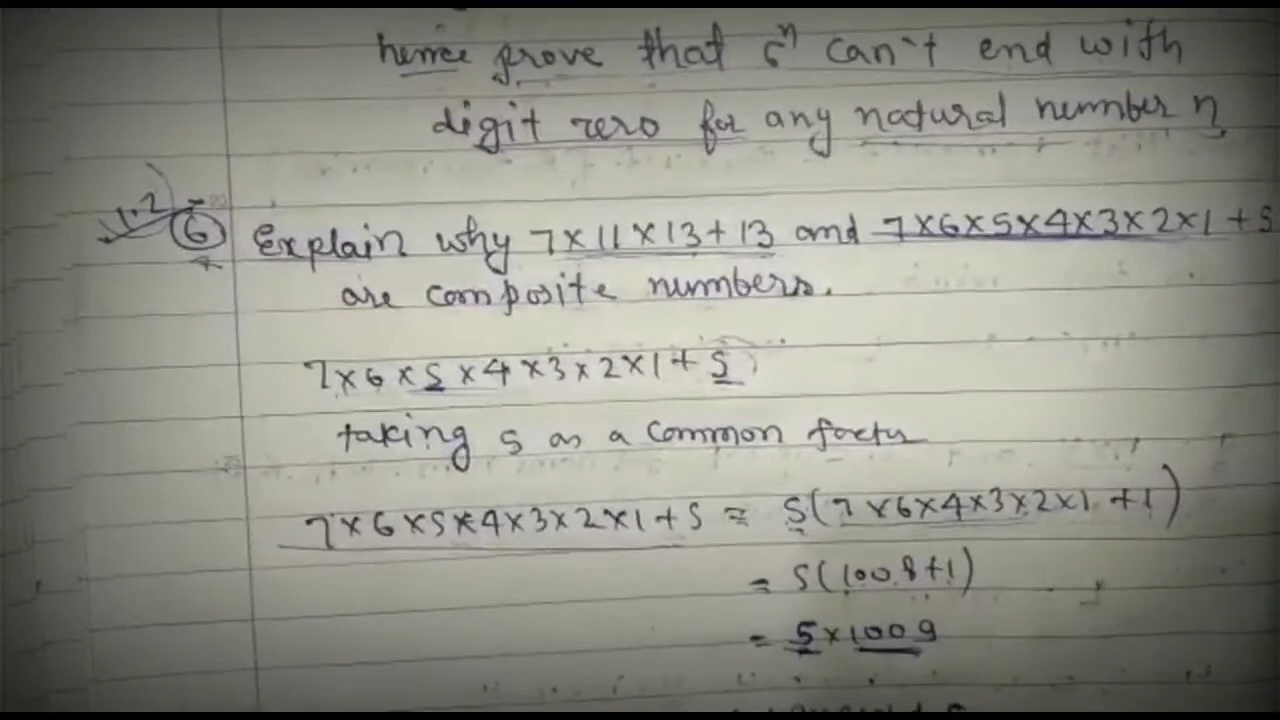 hence prove that 6ⁿ can't end with
digit zero for any natural number n
1.2
6 Explain why 7×11×13+13 and 7×6×5×4×3×2×1+5
are composite numbers.
7×6×5×4×3×2×1+5
taking 5 as a common factor
7×6×5×4×3×2×1+5 = 5(7×6×4×3×2×1+1)
= 5(1008+1)
= 5×1009